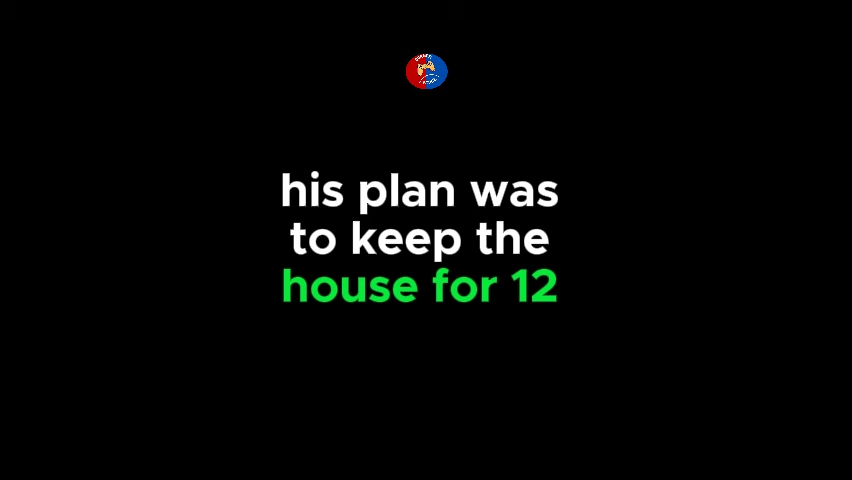 his plan was
to keep the
house for 12